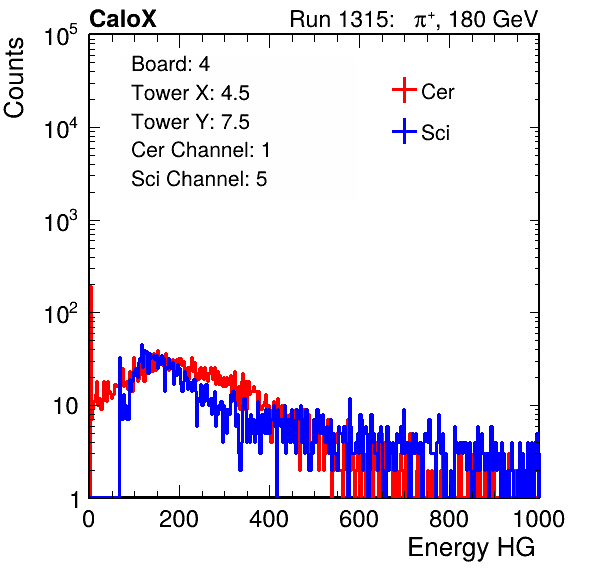 CaloX Run 1315: π⁺, 180 GeV
Counts
Board: 4
Tower X: 4.5
Tower Y: 7.5
Cer Channel: 1
Sci Channel: 5
Cer
Sci
10⁵
10⁴
10³
10²
10
1
0 200 400 600 800 1000
Energy HG